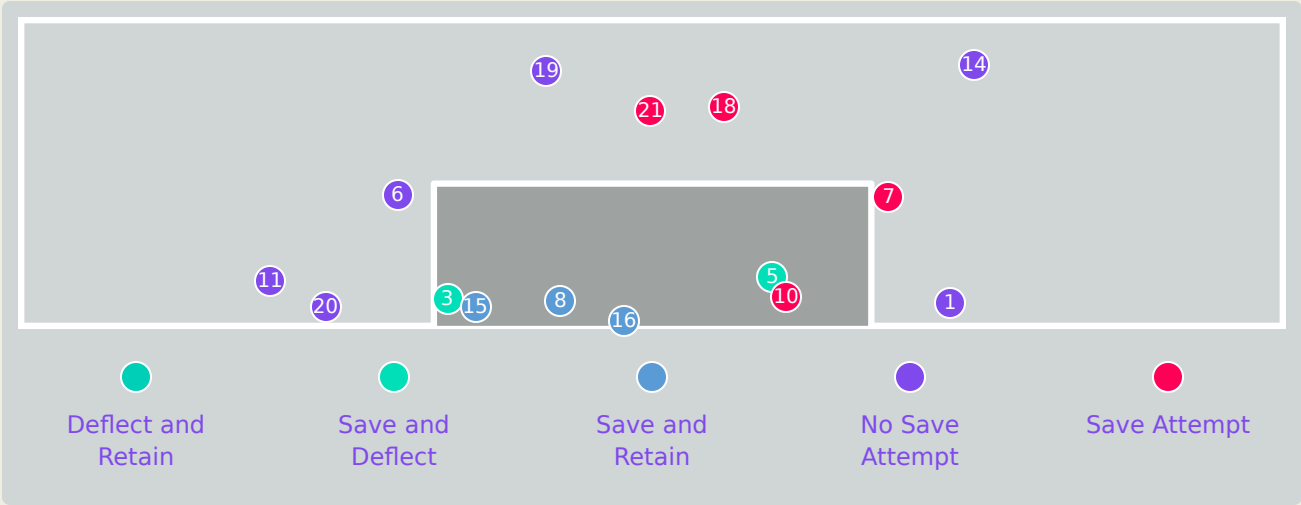 19
14
21
18
6
7
11
5
20
3
15
8
10
1
16
Deflect and
Retain
Save and
Deflect
Save and
Retain
No Save
Attempt
Save Attempt